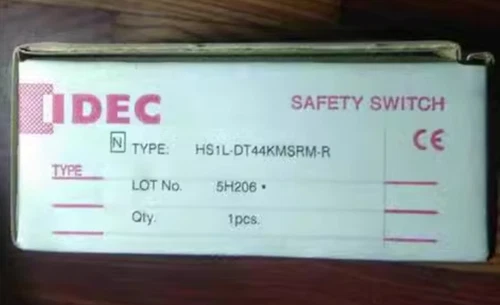 IDEC
SAFETY SWITCH
N TYPE: HS1L-DT44KMSRM-R
CE
TYPE
LOT No. 5H206
Qty. 1pcs.